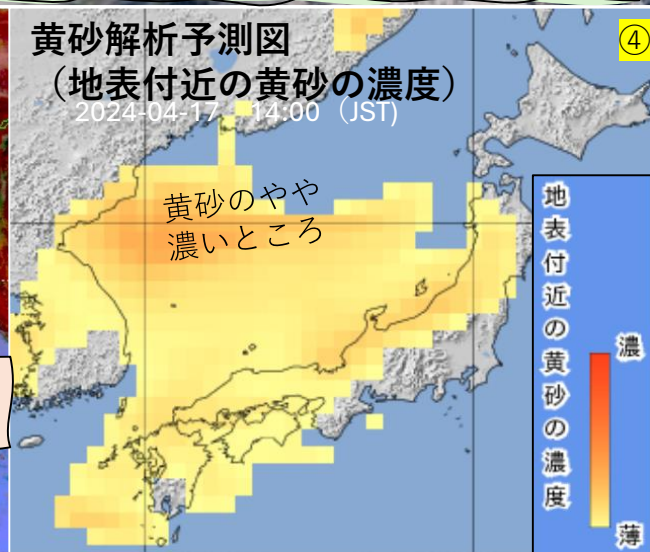 黄砂解析予測図
（地表付近の黄砂の濃度）
2024-04-17 14:00（JST)
④
黄砂のやや
濃いところ
地表付近の黄砂の濃度
濃
薄